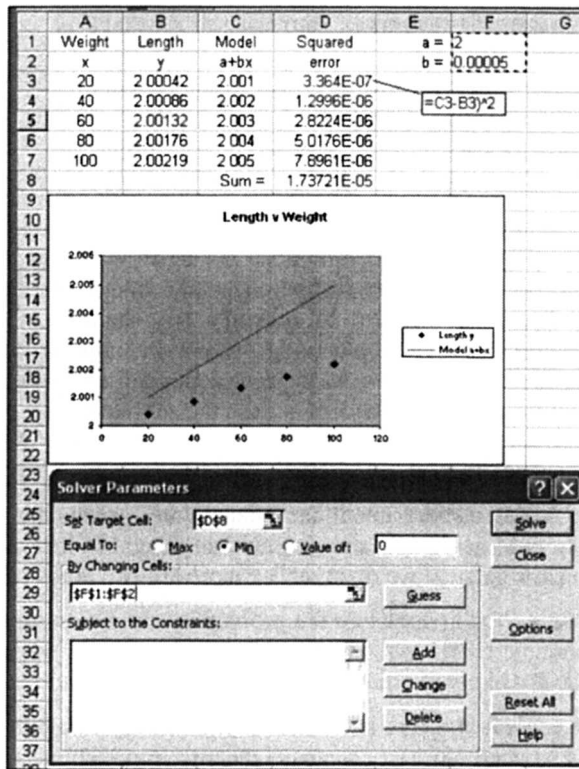 A B C D E F G
1 Weight Length Model Squared a = 2
2 x y a+bx error b = 0.00005
3 20 2.00042 2.001 3.364E-07
4 40 2.00086 2.002 1.2996E-06 =C3-B3)^2
5 60 2.00132 2.003 2.8224E-06
6 80 2.00176 2.004 5.0176E-06
7 100 2.00219 2.005 7.8961E-06
8 Sum = 1.73721E-05
9
10 Length v Weight
11
12 2.006
13 2.005
14
15 2.004
16 2.003 Length y
17 Model a+bx
18 2.002
19 2.001
20 2
21 0 20 40 60 80 100 120
22
23
24 Solver Parameters
25
26 Set Target Cell: $D$8 Solve
27 Equal To: Max Min Value of: 0 Close
28 By Changing Cells:
29 $F$1:$F$2 Guess
30
31 Subject to the Constraints: Options
32 Add
33
34 Change
35 Delete Reset All
36 Help
37